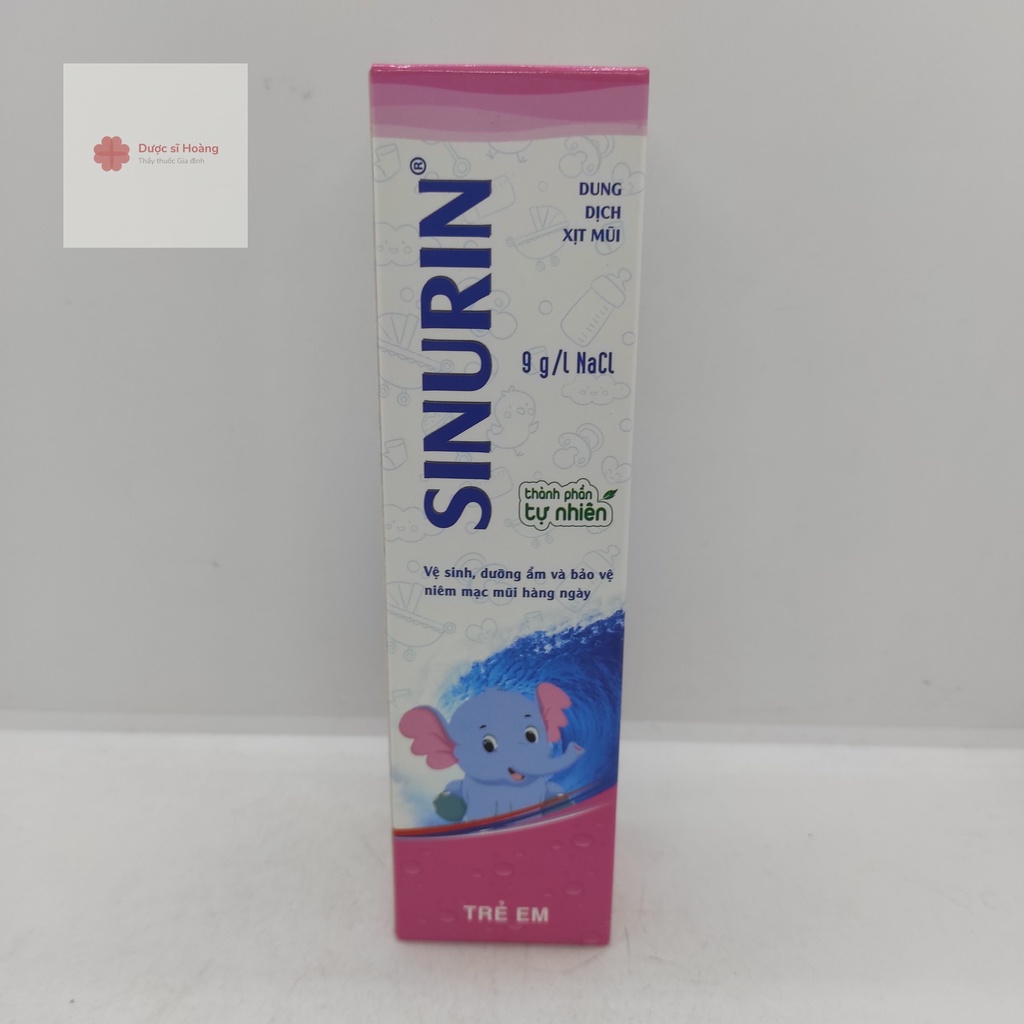 Dược sĩ Hoàng
Thầy thuốc Gia đình
SINURIN®
DUNG
DỊCH
XỊT MŨI
9 g/l NaCl
thành phần
tự nhiên
Vệ sinh, dưỡng ẩm và bảo vệ
niêm mạc mũi hàng ngày
TRẺ EM